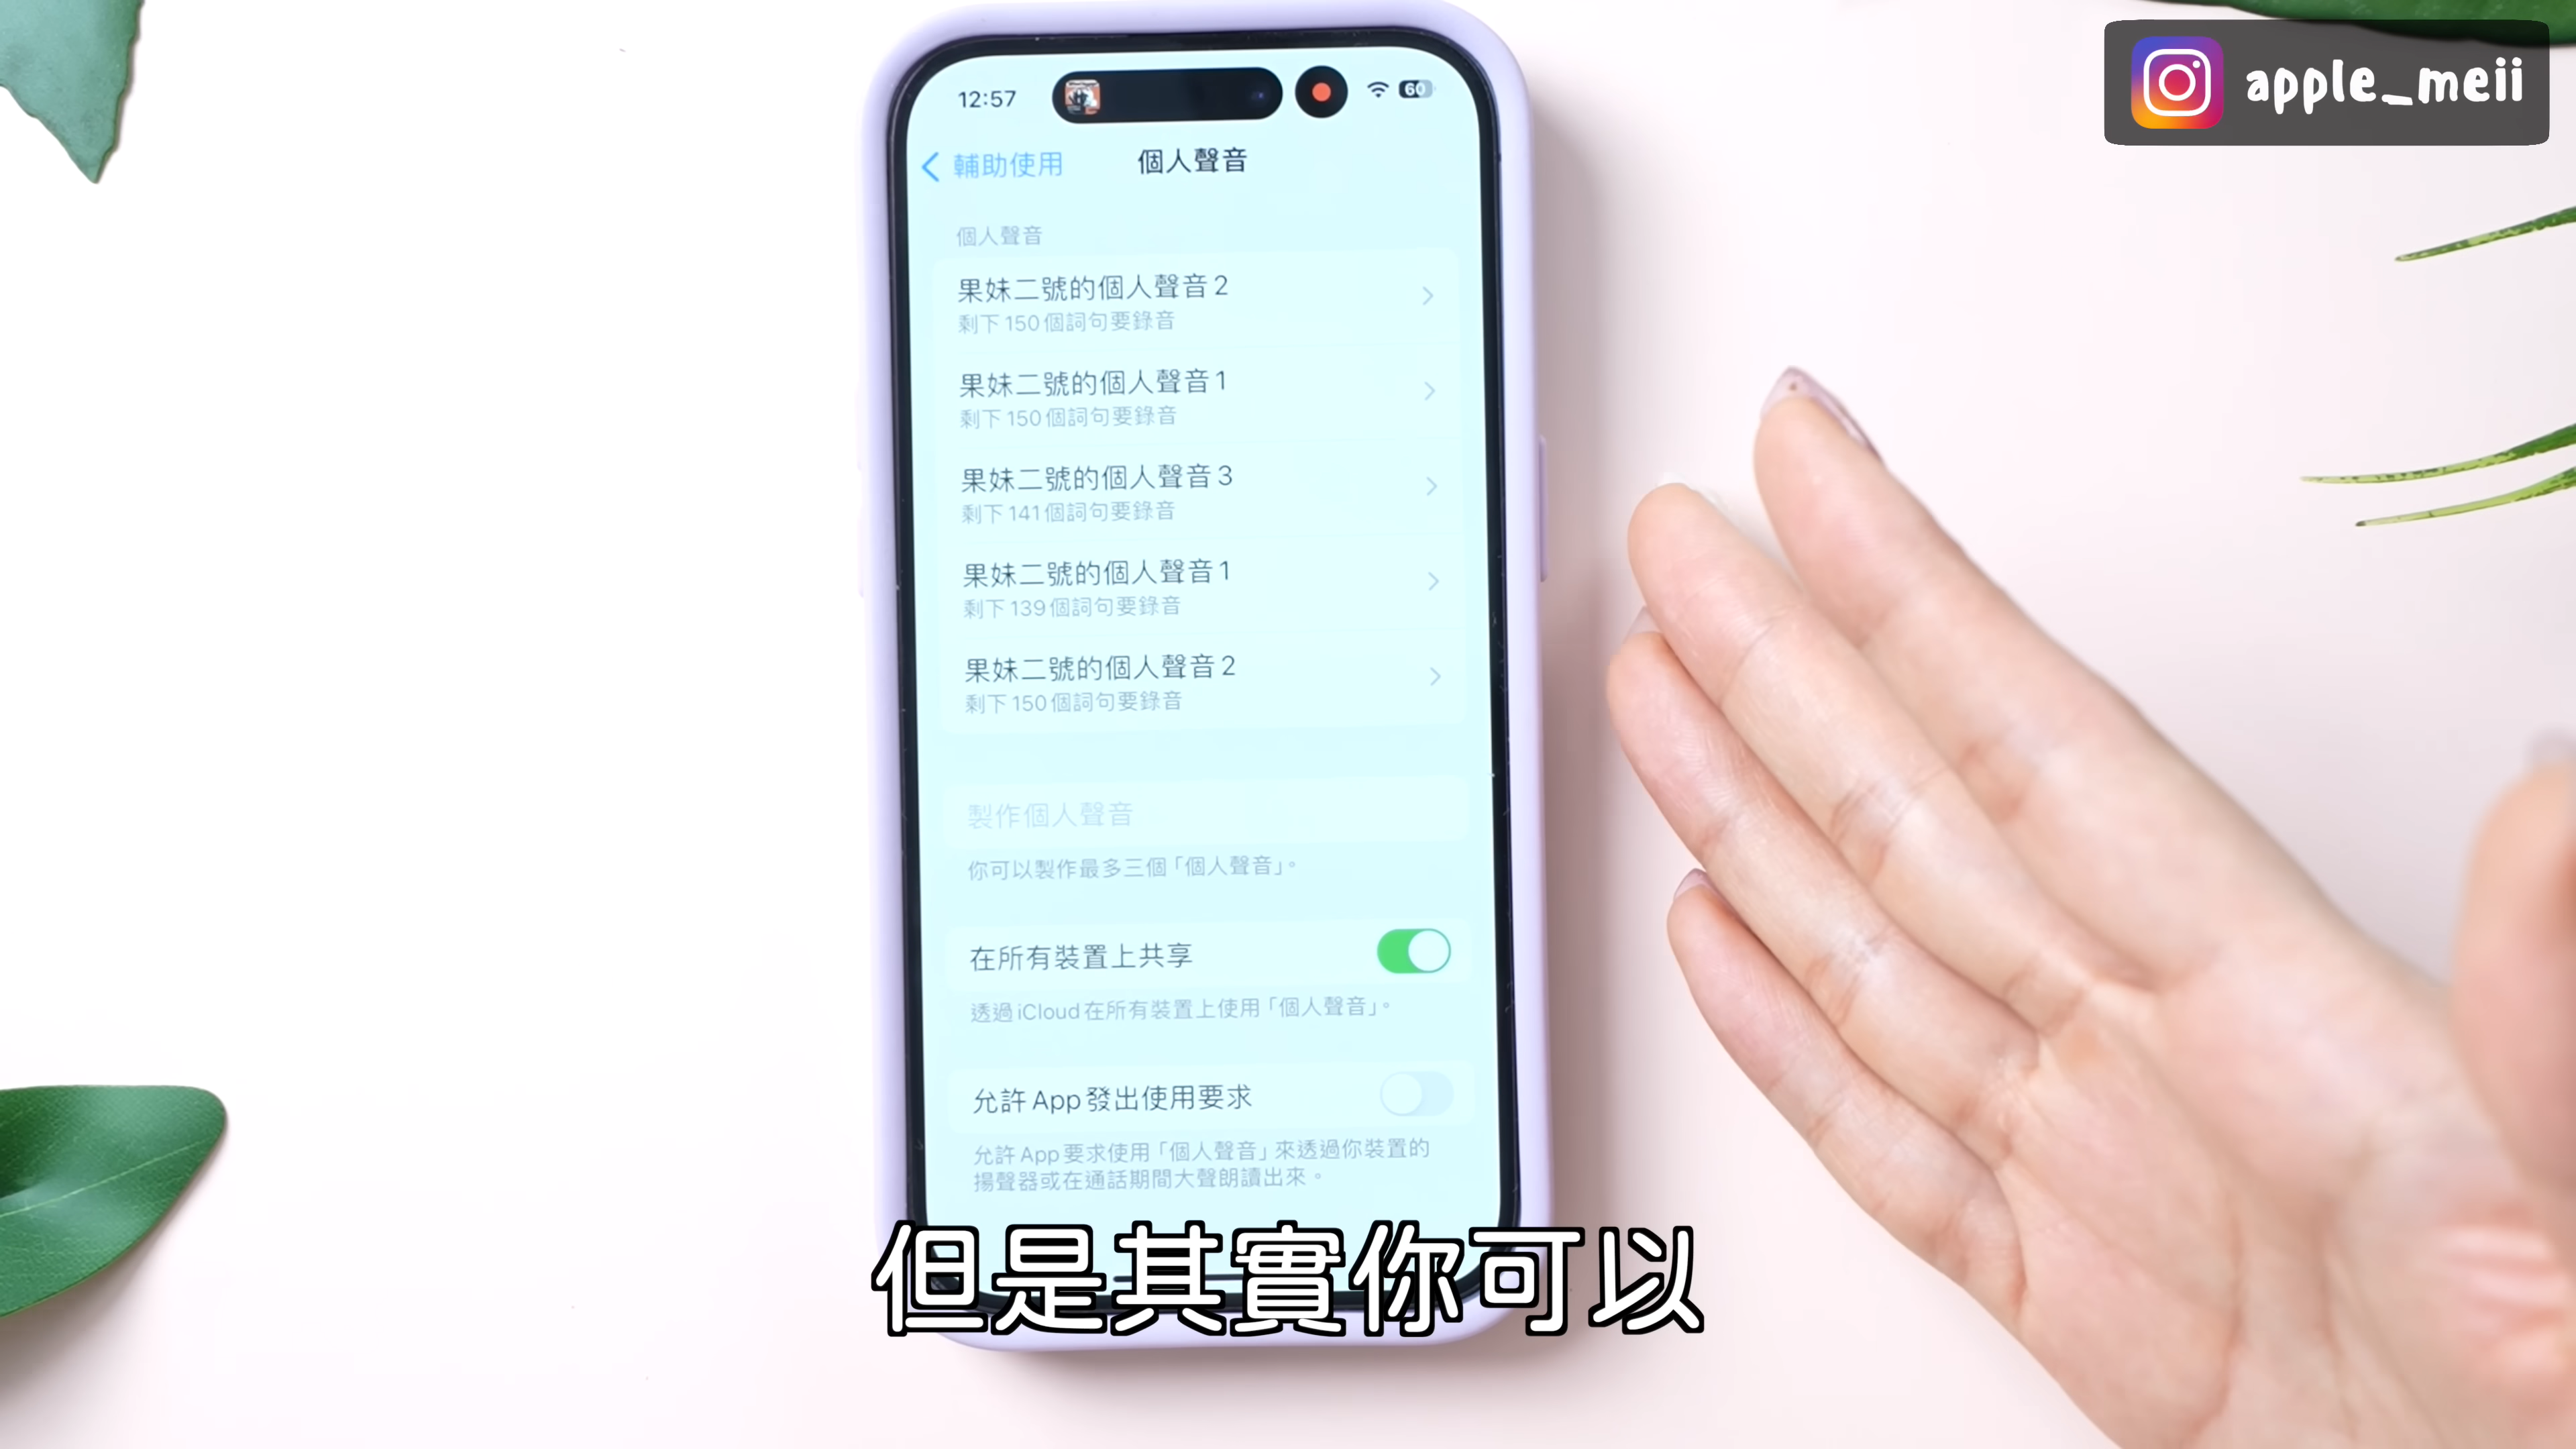 apple_meii
12:57
60
輔助使用
個人聲音
個人聲音
果妹二號的個人聲音 2
剩下 150 個詞句要錄音
果妹二號的個人聲音 1
剩下 150 個詞句要錄音
果妹二號的個人聲音 3
剩下 141 個詞句要錄音
果妹二號的個人聲音 1
剩下 139 個詞句要錄音
果妹二號的個人聲音 2
剩下 150 個詞句要錄音
製作個人聲音
你可以製作最多三個「個人聲音」。
在所有裝置上共享
透過 iCloud 在所有裝置上使用「個人聲音」。
允許 App 發出使用要求
允許 App 要求使用「個人聲音」來透過你裝置的
揚聲器或在通話期間大聲朗讀出來。
但是其實你可以